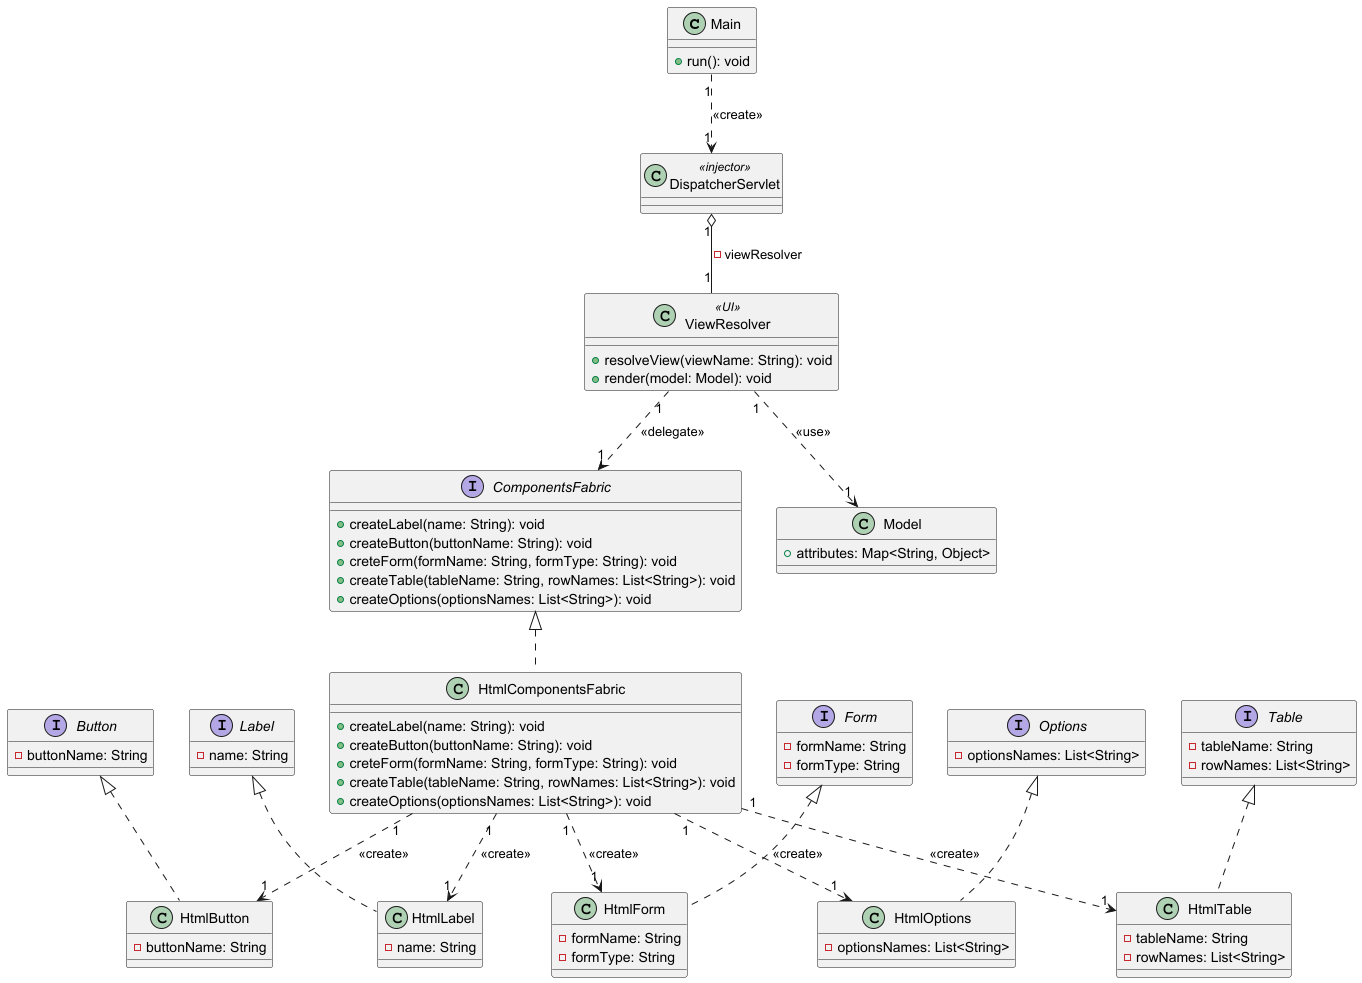 C Main
run(): void
1
«create»
1
«injector»
C DispatcherServlet
1
viewResolver
1
«UI»
C ViewResolver
resolveView(viewName: String): void
render(model: Model): void
1
1
«delegate»
«use»
1
1
I ComponentsFabric
createLabel(name: String): void
createButton(buttonName: String): void
creteForm(formName: String, formType: String): void
createTable(tableName: String, rowNames: List<String>): void
createOptions(optionsNames: List<String>): void
C Model
attributes: Map<String, Object>
C HtmlComponentsFabric
createLabel(name: String): void
createButton(buttonName: String): void
creteForm(formName: String, formType: String): void
createTable(tableName: String, rowNames: List<String>): void
createOptions(optionsNames: List<String>): void
I Button
buttonName: String
I Label
name: String
I Form
formName: String
formType: String
I Options
optionsNames: List<String>
I Table
tableName: String
rowNames: List<String>
1
1
1
1
1
«create»
«create»
«create»
«create»
«create»
1
1
1
1
1
C HtmlButton
buttonName: String
C HtmlLabel
name: String
C HtmlForm
formName: String
formType: String
C HtmlOptions
optionsNames: List<String>
C HtmlTable
tableName: String
rowNames: List<String>